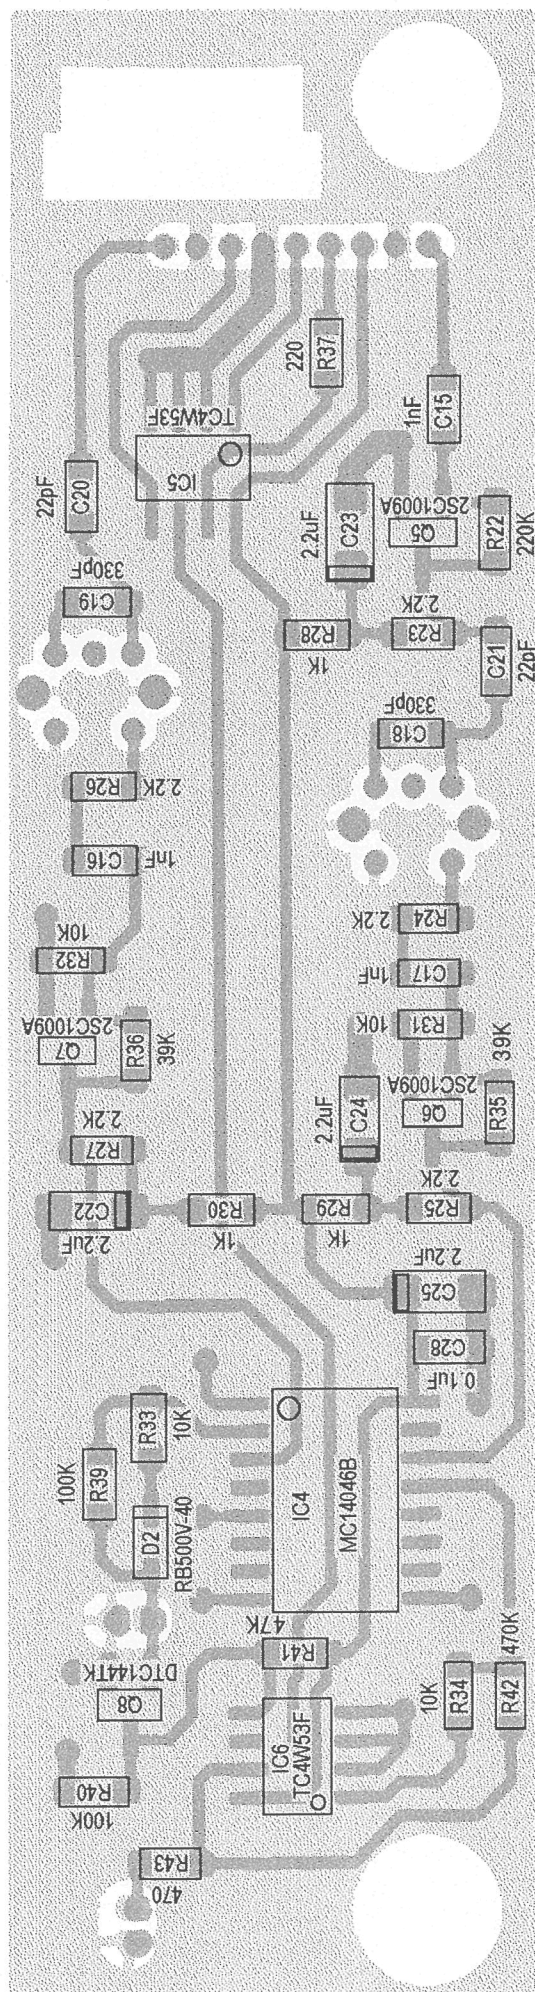 220
R37
TC4W53F
IC5
1nF
C15
22pF
C20
2.2uF
C23
2SC1009A
Q5
R22
220K
330pF
C19
R28
1K
2.2K
R23
C21
22pF
330pF
C18
R26
2.2K
C16
1nF
2.2K
R24
10K
R32
1nF
C17
10K
R31
2SC1009A
Q7
R36
39K
39K
2.2uF
C24
2SC1009A
Q6
R35
2.2K
R27
2.2K
C22
2.2uF
R30
1K
R29
1K
R25
2.2uF
C25
C28
0.1uF
R33
10K
100K
R39
IC4
MC14046B
D2
RB500V-40
47K
R41
DTC144TK
Q8
470K
10K
R34
R42
IC6
TC4W53F
R40
100K
R43
470